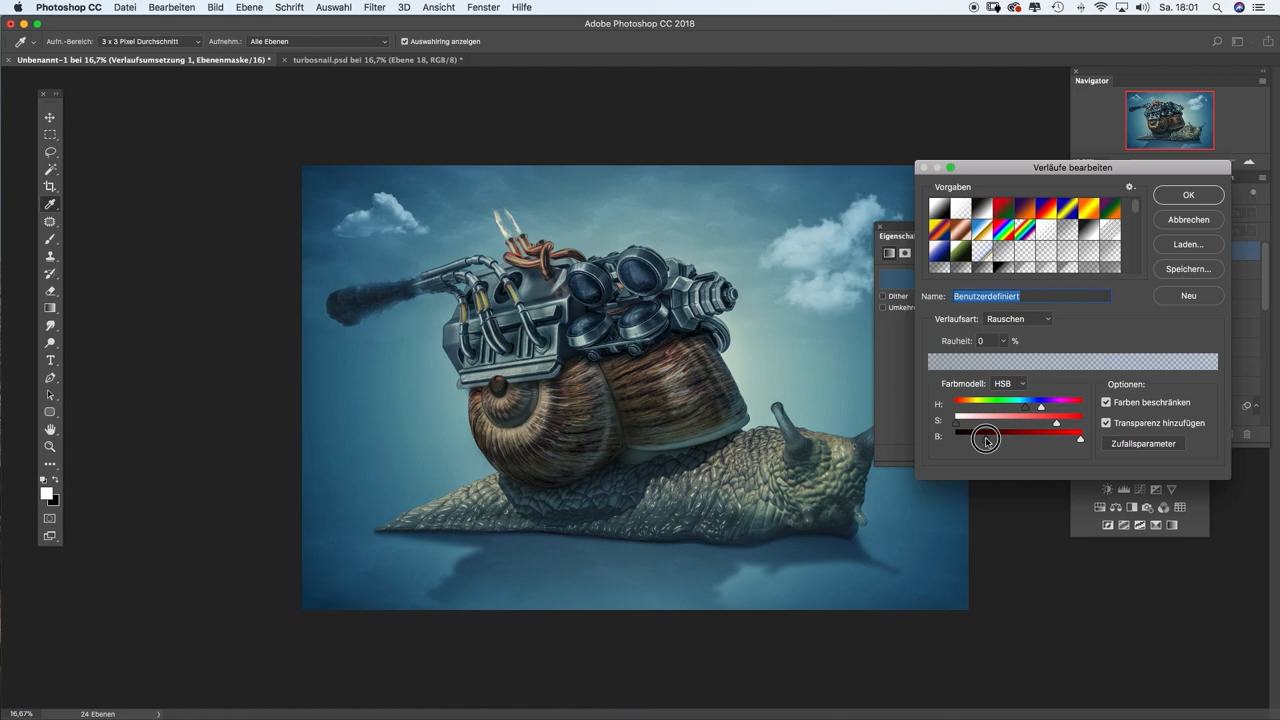 Photoshop CC Datei Bearbeiten Bild Ebene Schrift Auswahl Filter 3D Ansicht Fenster Hilfe Sa. 18:01
Adobe Photoshop CC 2018
Aufn.-Bereich: 3 x 3 Pixel Durchschnitt Aufnehm.: Alle Ebenen Auswahlring anzeigen
Unbenannt-1 bei 16,7% (Verlaufsumsetzung 1, Ebenenmaske/16) * turbosnail.psd bei 16,7% (Ebene 18, RGB/8) *
Navigator
Verläufe bearbeiten
Vorgaben
OK
Abbrechen
Laden...
Speichern...
Eigenschaf
Dither
Umkehre
Name: Benutzerdefiniert Neu
Verlaufsart: Rauschen
Rauheit: 0 %
Farbmodell: HSB Optionen:
H: Farben beschränken
S: Transparenz hinzufügen
B: Zufallsparameter
16,67% 24 Ebenen